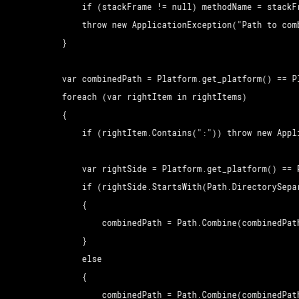 if (stackFrame != null) methodName = stackFr
throw new ApplicationException("Path to comb
}
var combinedPath = Platform.get_platform() == Pl
foreach (var rightItem in rightItems)
{
if (rightItem.Contains(":")) throw new Appli
var rightSide = Platform.get_platform() == P
if (rightSide.StartsWith(Path.DirectorySepar
{
combinedPath = Path.Combine(combinedPath
}
else
{
combinedPath = Path.Combine(combinedPath